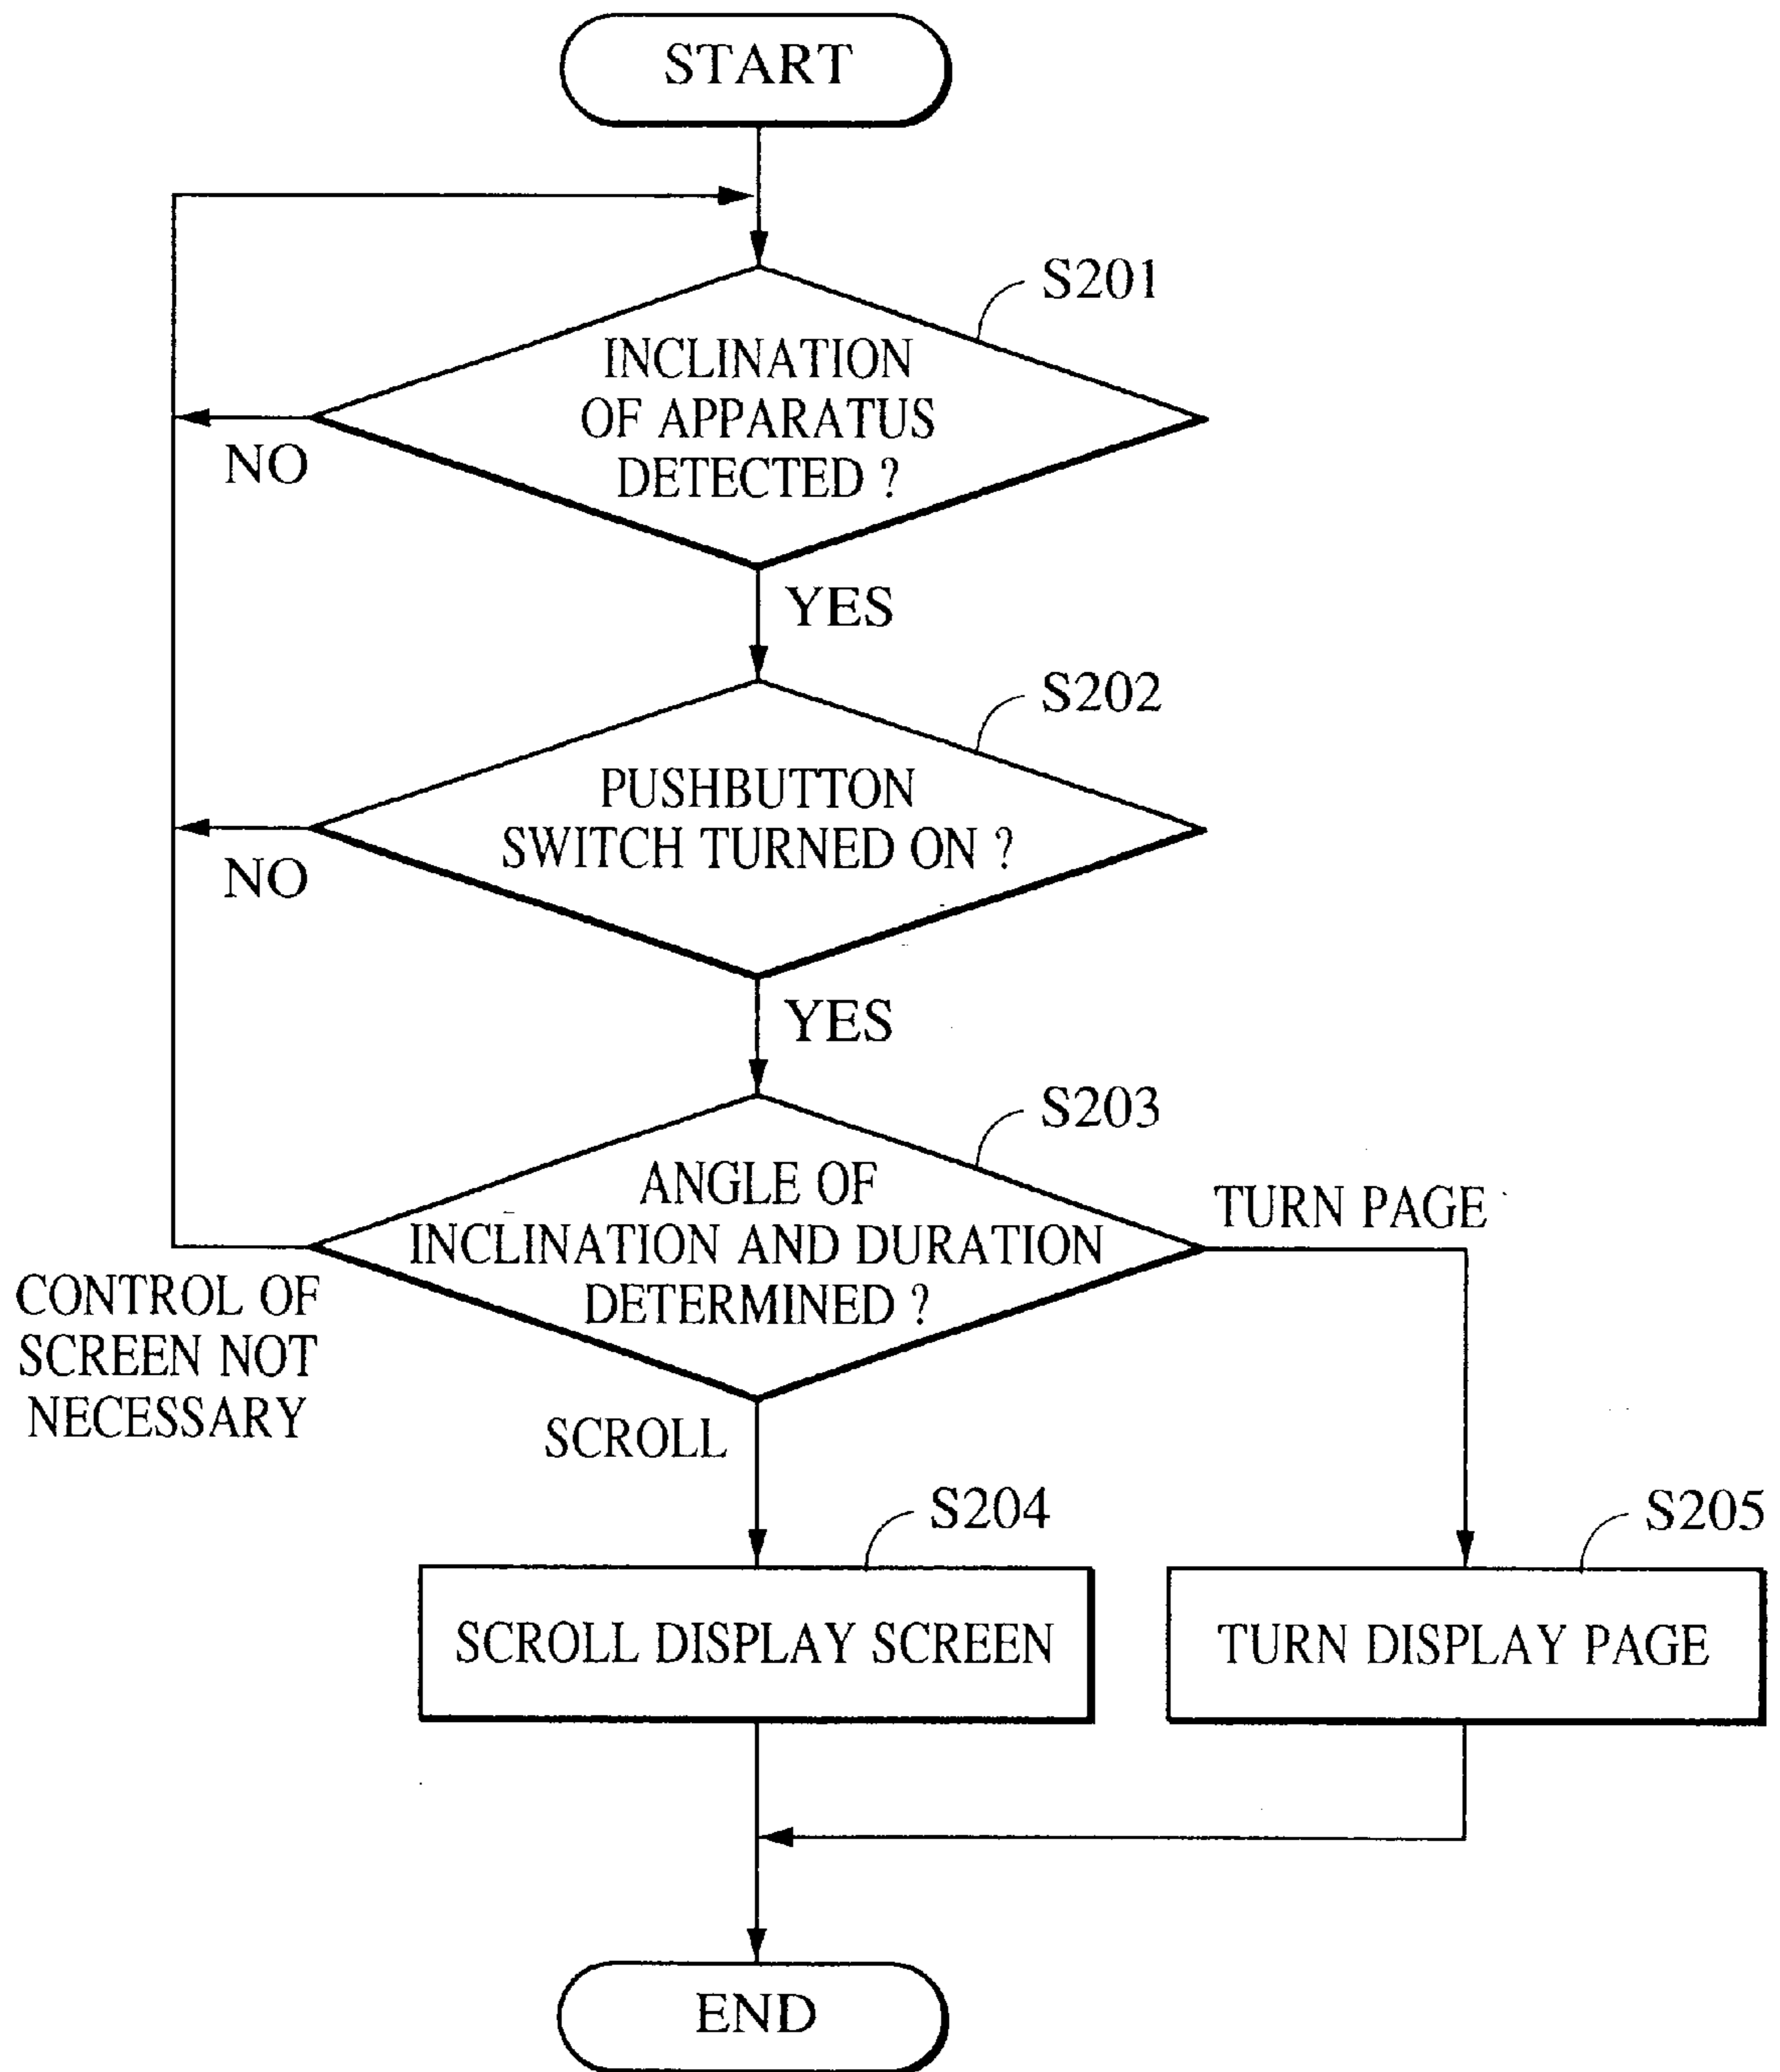 START
S201
INCLINATION
OF APPARATUS
DETECTED ?
NO
YES
S202
PUSHBUTTON
SWITCH TURNED ON ?
NO
YES
S203
ANGLE OF
INCLINATION AND DURATION
DETERMINED ?
TURN PAGE
CONTROL OF
SCREEN NOT
NECESSARY
SCROLL
S204
S205
SCROLL DISPLAY SCREEN
TURN DISPLAY PAGE
END